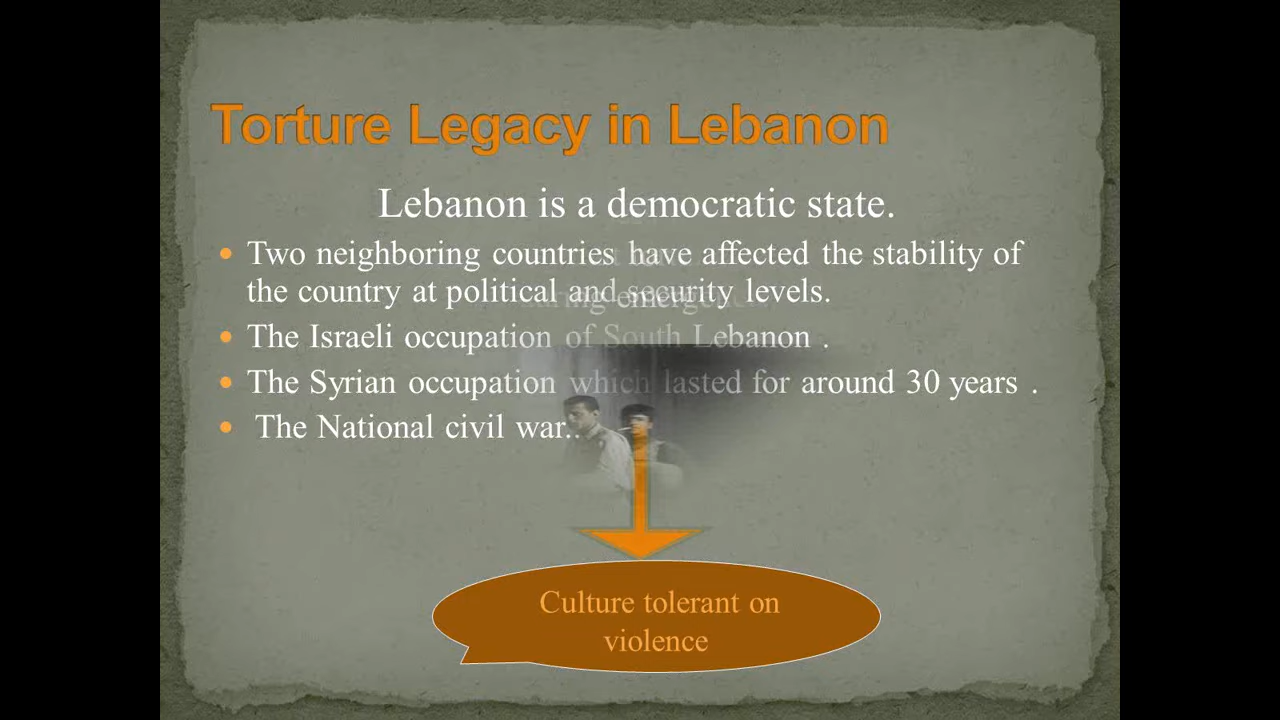 Torture Legacy in Lebanon
Lebanon is a democratic state.
• Two neighboring countries have affected the stability of
the country at political and security levels.
• The Israeli occupation of South Lebanon .
• The Syrian occupation which lasted for around 30 years .
• The National civil war..
Culture tolerant on
violence